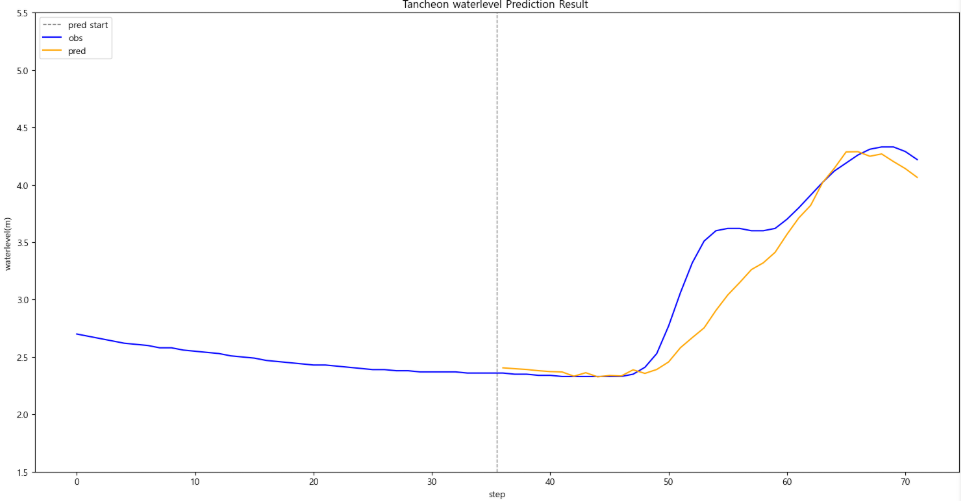 Tancheon waterlevel Prediction Result
pred start
obs
pred
waterlevel(m)
5.5
5.0
4.5
4.0
3.5
3.0
2.5
2.0
1.5
0 10 20 30 40 50 60 70
step